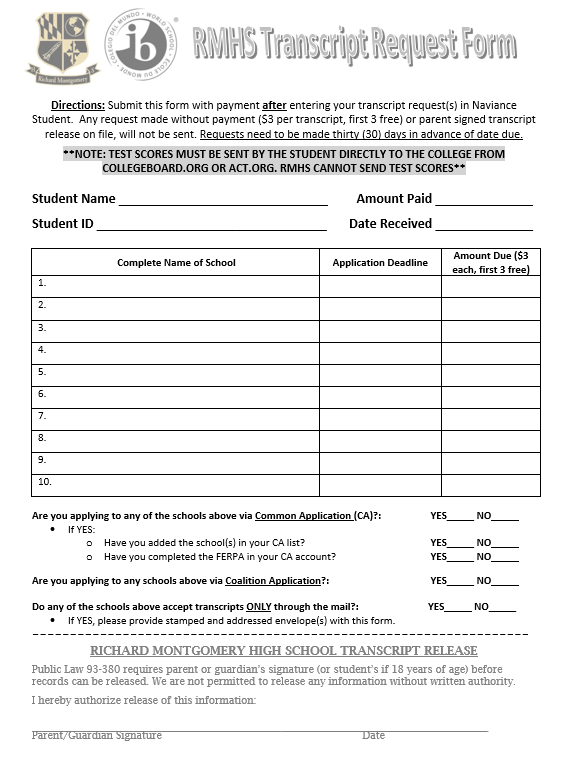 Richard Montgomery
COLEGIO DEL MUNDO · WORLD SCHOOL · ÉCOLE DU MONDE
ib
®
RMHS Transcript Request Form
Directions: Submit this form with payment after entering your transcript request(s) in Naviance
Student. Any request made without payment ($3 per transcript, first 3 free) or parent signed transcript
release on file, will not be sent. Requests need to be made thirty (30) days in advance of date due.
**NOTE: TEST SCORES MUST BE SENT BY THE STUDENT DIRECTLY TO THE COLLEGE FROM
COLLEGEBOARD.ORG OR ACT.ORG. RMHS CANNOT SEND TEST SCORES**
Student Name ______ Amount Paid ______
Student ID ______ Date Received ______
Complete Name of School Application Deadline Amount Due ($3
each, first 3 free)
1.
2.
3.
4.
5.
6.
7.
8.
9.
10.
Are you applying to any of the schools above via Common Application (CA)?: YES_____ NO_____
• If YES:
o Have you added the school(s) in your CA list? YES_____ NO_____
o Have you completed the FERPA in your CA account? YES_____ NO_____
Are you applying to any schools above via Coalition Application?: YES_____ NO_____
Do any of the schools above accept transcripts ONLY through the mail?: YES_____ NO_____
• If YES, please provide stamped and addressed envelope(s) with this form.
RICHARD MONTGOMERY HIGH SCHOOL TRANSCRIPT RELEASE
Public Law 93-380 requires parent or guardian's signature (or student's if 18 years of age) before
records can be released. We are not permitted to release any information without written authority.
I hereby authorize release of this information:
Parent/Guardian Signature Date